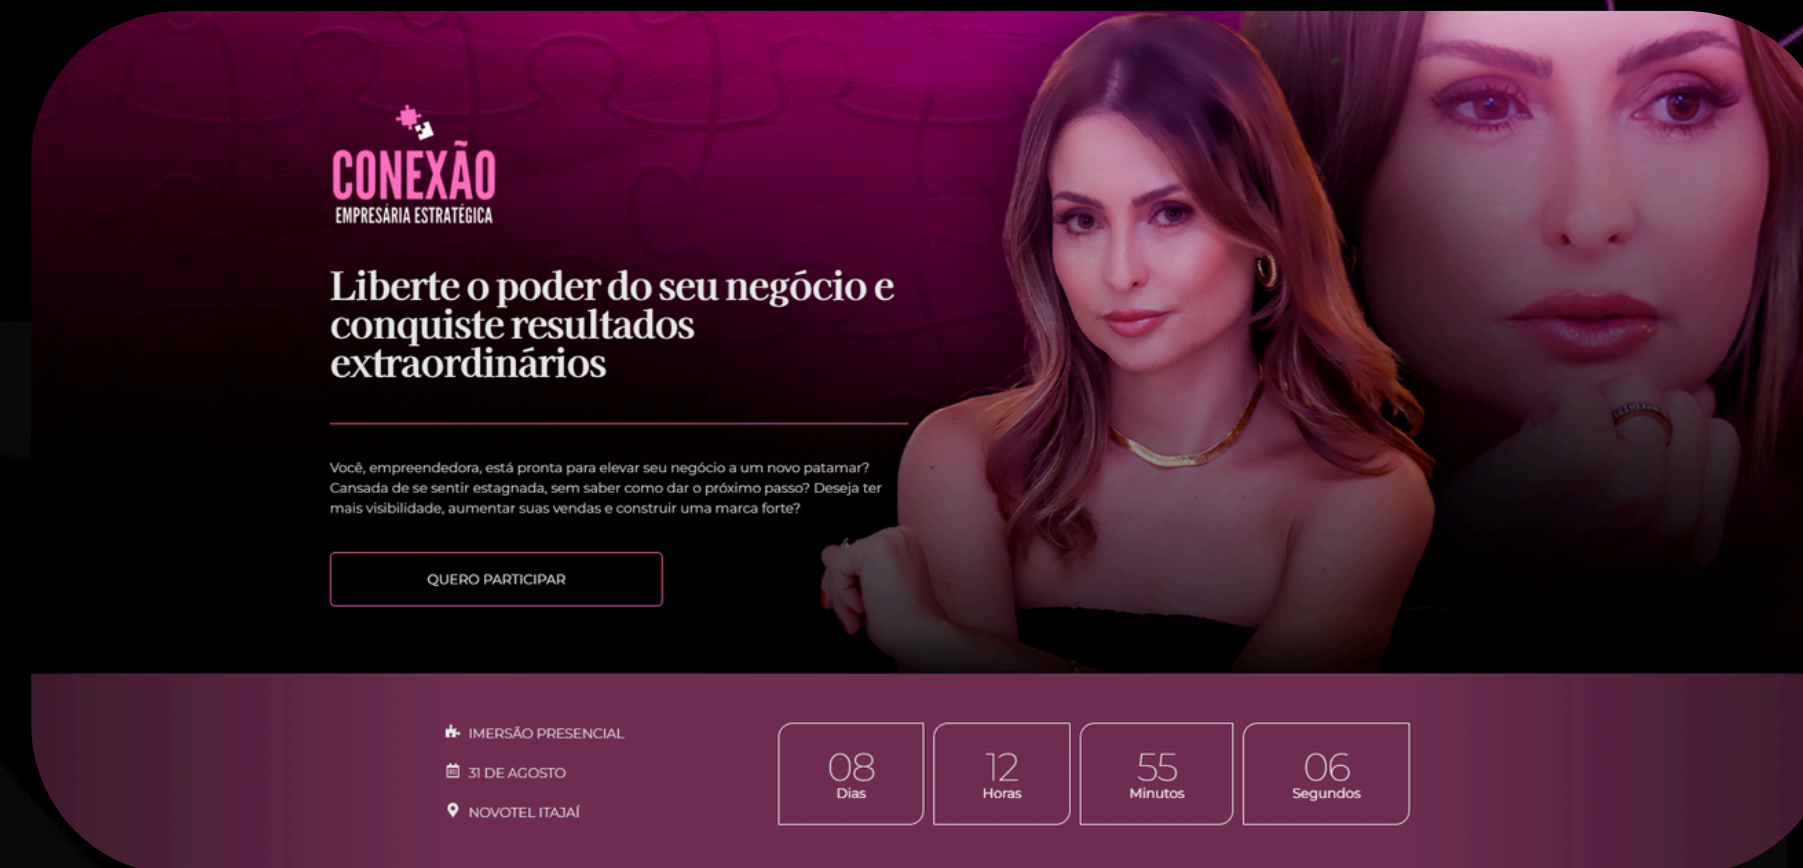 CONEXÃO
EMPRESÁRIA ESTRATÉGICA
Liberte o poder do seu negócio e
conquiste resultados
extraordinários
Você, empreendedora, está pronta para elevar seu negócio a um novo patamar?
Cansada de se sentir estagnada, sem saber como dar o próximo passo? Deseja ter
mais visibilidade, aumentar suas vendas e construir uma marca forte?
QUERO PARTICIPAR
IMERSÃO PRESENCIAL
31 DE AGOSTO
NOVOTEL ITAJAÍ
08
Dias
12
Horas
55
Minutos
06
Segundos